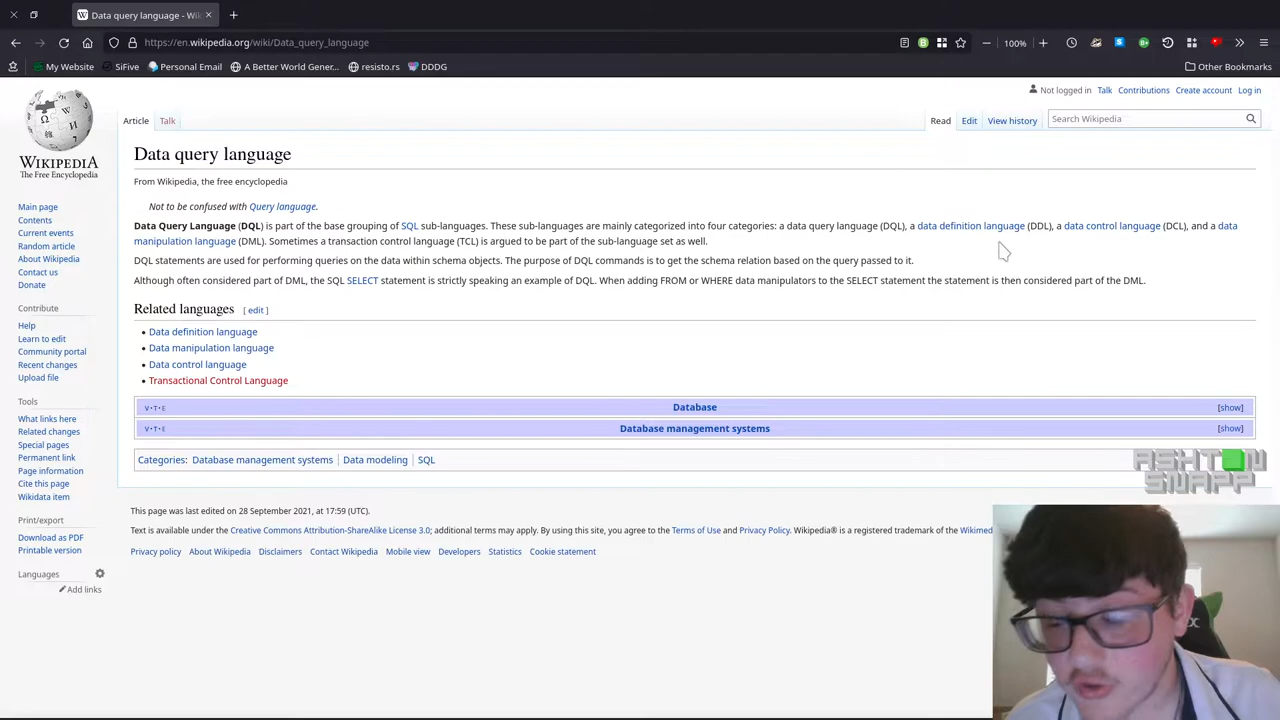 Data query language - Wik
https://en.wikipedia.org/wiki/Data_query_language
100%
My Website
SiFive
Personal Email
A Better World Gener...
resisto.rs
DDDG
Other Bookmarks
Not logged in Talk Contributions Create account Log in
Article Talk
Read Edit View history
Search Wikipedia
WIKIPEDIA
The Free Encyclopedia
Main page
Contents
Current events
Random article
About Wikipedia
Contact us
Donate
Contribute
Help
Learn to edit
Community portal
Recent changes
Upload file
Tools
What links here
Related changes
Special pages
Permanent link
Page information
Cite this page
Wikidata item
Print/export
Download as PDF
Printable version
Languages
Add links
Data query language
From Wikipedia, the free encyclopedia
Not to be confused with Query language.
Data Query Language (DQL) is part of the base grouping of SQL sub-languages. These sub-languages are mainly categorized into four categories: a data query language (DQL), a data definition language (DDL), a data control language (DCL), and a data
manipulation language (DML). Sometimes a transaction control language (TCL) is argued to be part of the sub-language set as well.
DQL statements are used for performing queries on the data within schema objects. The purpose of DQL commands is to get the schema relation based on the query passed to it.
Although often considered part of DML, the SQL SELECT statement is strictly speaking an example of DQL. When adding FROM or WHERE data manipulators to the SELECT statement the statement is then considered part of the DML.
Related languages [ edit ]
• Data definition language
• Data manipulation language
• Data control language
• Transactional Control Language
V·T·E Database [show]
V·T·E Database management systems [show]
Categories: Database management systems | Data modeling | SQL
ASHTON
SNAPP
This page was last edited on 28 September 2021, at 17:59 (UTC).
Text is available under the Creative Commons Attribution-ShareAlike License 3.0; additional terms may apply. By using this site, you agree to the Terms of Use and Privacy Policy. Wikipedia® is a registered trademark of the Wikimed
Privacy policy About Wikipedia Disclaimers Contact Wikipedia Mobile view Developers Statistics Cookie statement